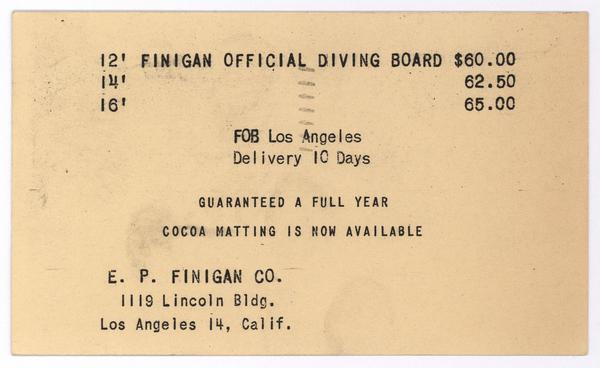 12' FINIGAN OFFICIAL DIVING BOARD $60.00
14' 62.50
16' 65.00
FOB Los Angeles
Delivery 10 Days
GUARANTEED A FULL YEAR
COCOA MATTING IS NOW AVAILABLE
E. P. FINIGAN CO.
1119 Lincoln Bldg.
Los Angeles 14, Calif.